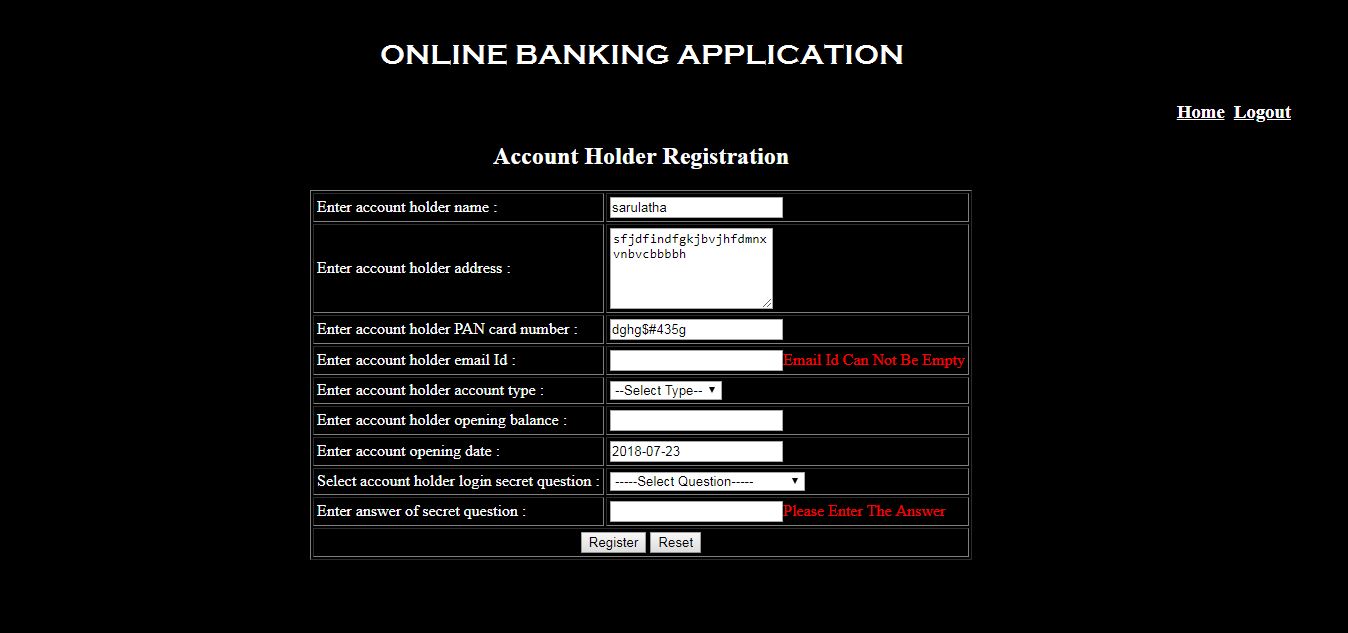 ONLINE BANKING APPLICATION
Home Logout
Account Holder Registration
Enter account holder name : sarulatha
Enter account holder address : sfjdfindfgkjbvjhfdmnx
vnbvcbbbbh
Enter account holder PAN card number : dghg$#435g
Enter account holder email Id : Email Id Can Not Be Empty
Enter account holder account type : --Select Type--
Enter account holder opening balance :
Enter account opening date : 2018-07-23
Select account holder login secret question : -----Select Question-----
Enter answer of secret question : Please Enter The Answer
Register Reset